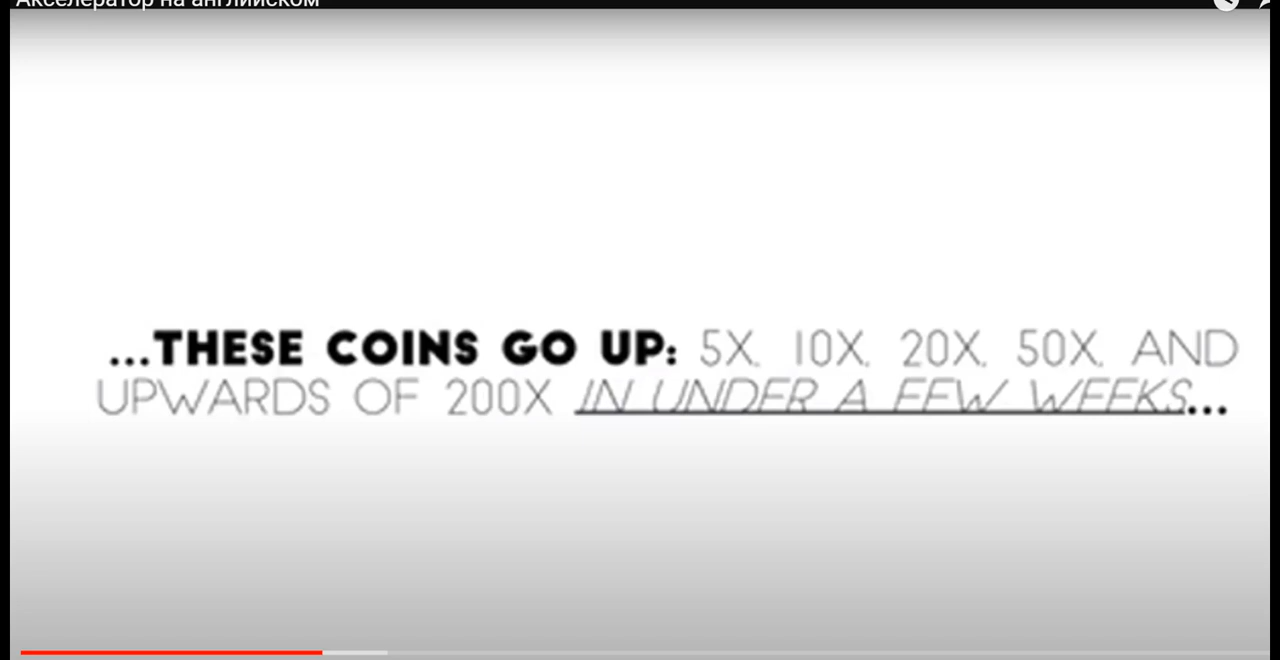 Акселератор на английском
...THESE COINS GO UP: 5X, 10X, 20X, 50X, AND
UPWARDS OF 200X IN UNDER A FEW WEEKS...